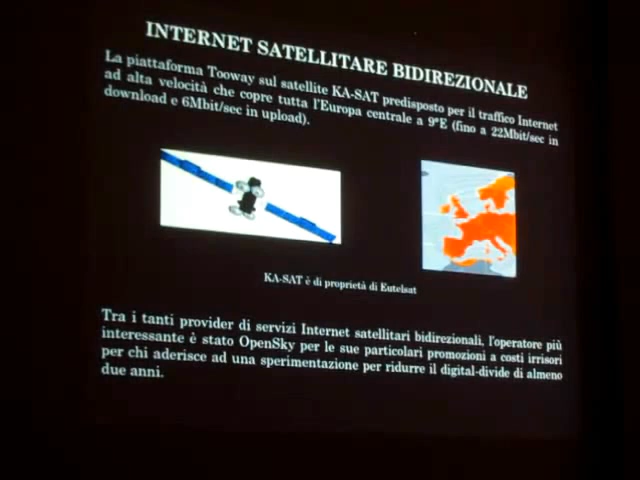 INTERNET SATELLITARE BIDIREZIONALE
La piattaforma Tooway sul satellite KA-SAT predisposto per il traffico Internet
ad alta velocità che copre tutta l'Europa centrale a 9°E (fino a 22Mbit/sec in
download e 6Mbit/sec in upload).
KA-SAT è di proprietà di Eutelsat
Tra i tanti provider di servizi Internet satellitari bidirezionali, l'operatore più
interessante è stato OpenSky per le sue particolari promozioni a costi irrisori
per chi aderisce ad una sperimentazione per ridurre il digital-divide di almeno
due anni.